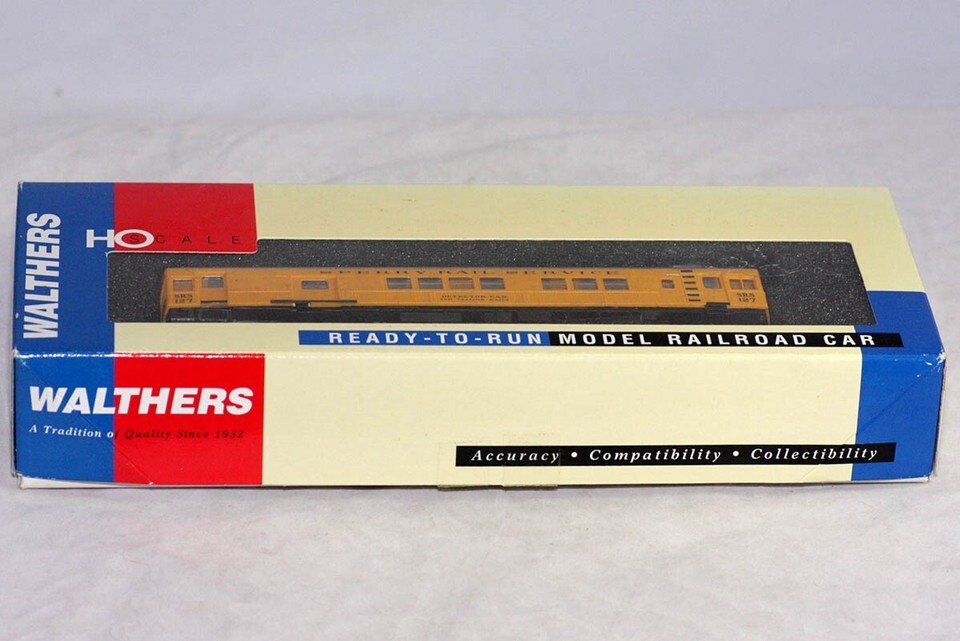 WALTHERS
HO SCALE
SPERRY RAIL SERVICE
SRS
127
DETECTOR CAR
SRS
127
READY-TO-RUN MODEL RAILROAD CAR
WALTHERS
A Tradition of Quality Since 1932
Accuracy • Compatibility • Collectibility